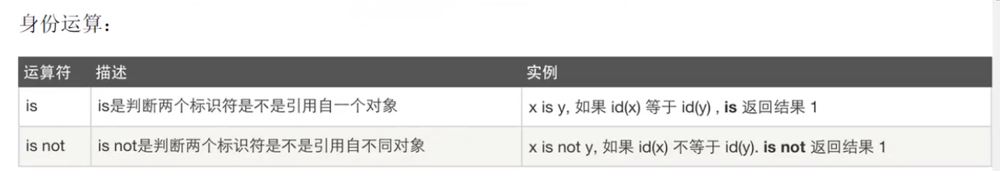 身份运算：
运算符 描述 实例
is is是判断两个标识符是不是引用自一个对象 x is y, 如果 id(x) 等于 id(y) , is 返回结果 1
is not is not是判断两个标识符是不是引用自不同对象 x is not y, 如果 id(x) 不等于 id(y). is not 返回结果 1